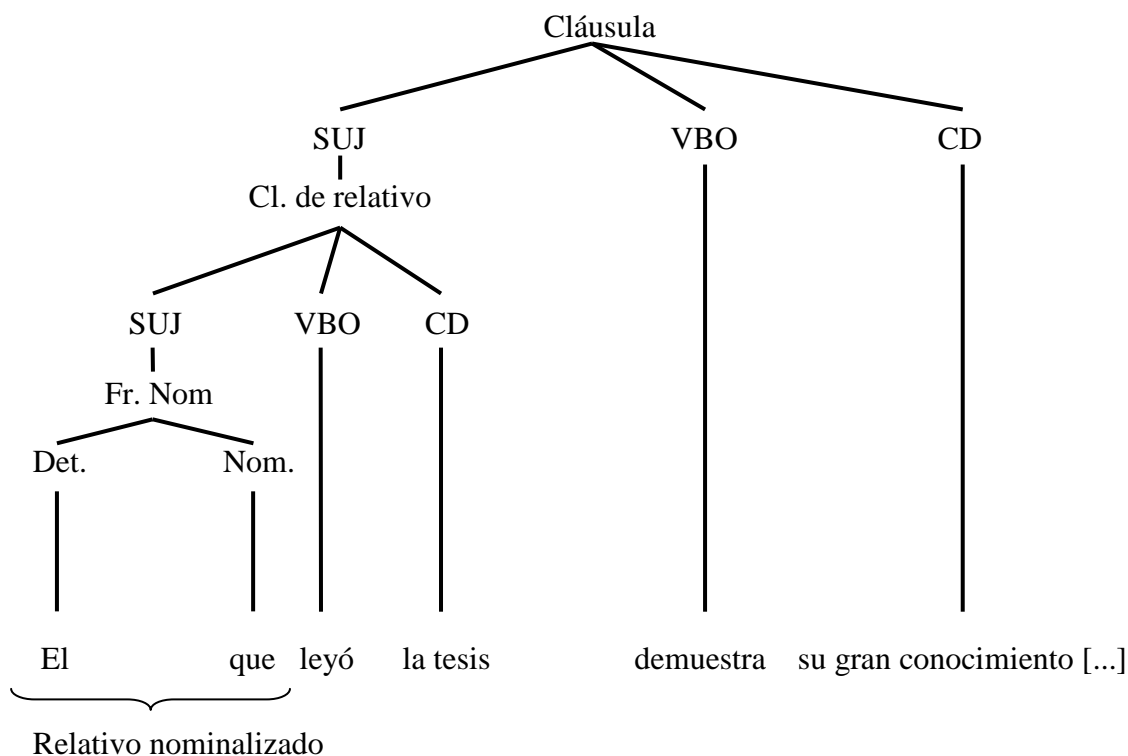 Cláusula
SUJ VBO CD
Cl. de relativo
SUJ VBO CD
Fr. Nom
Det. Nom.
El que leyó la tesis demuestra su gran conocimiento [...]
Relativo nominalizado